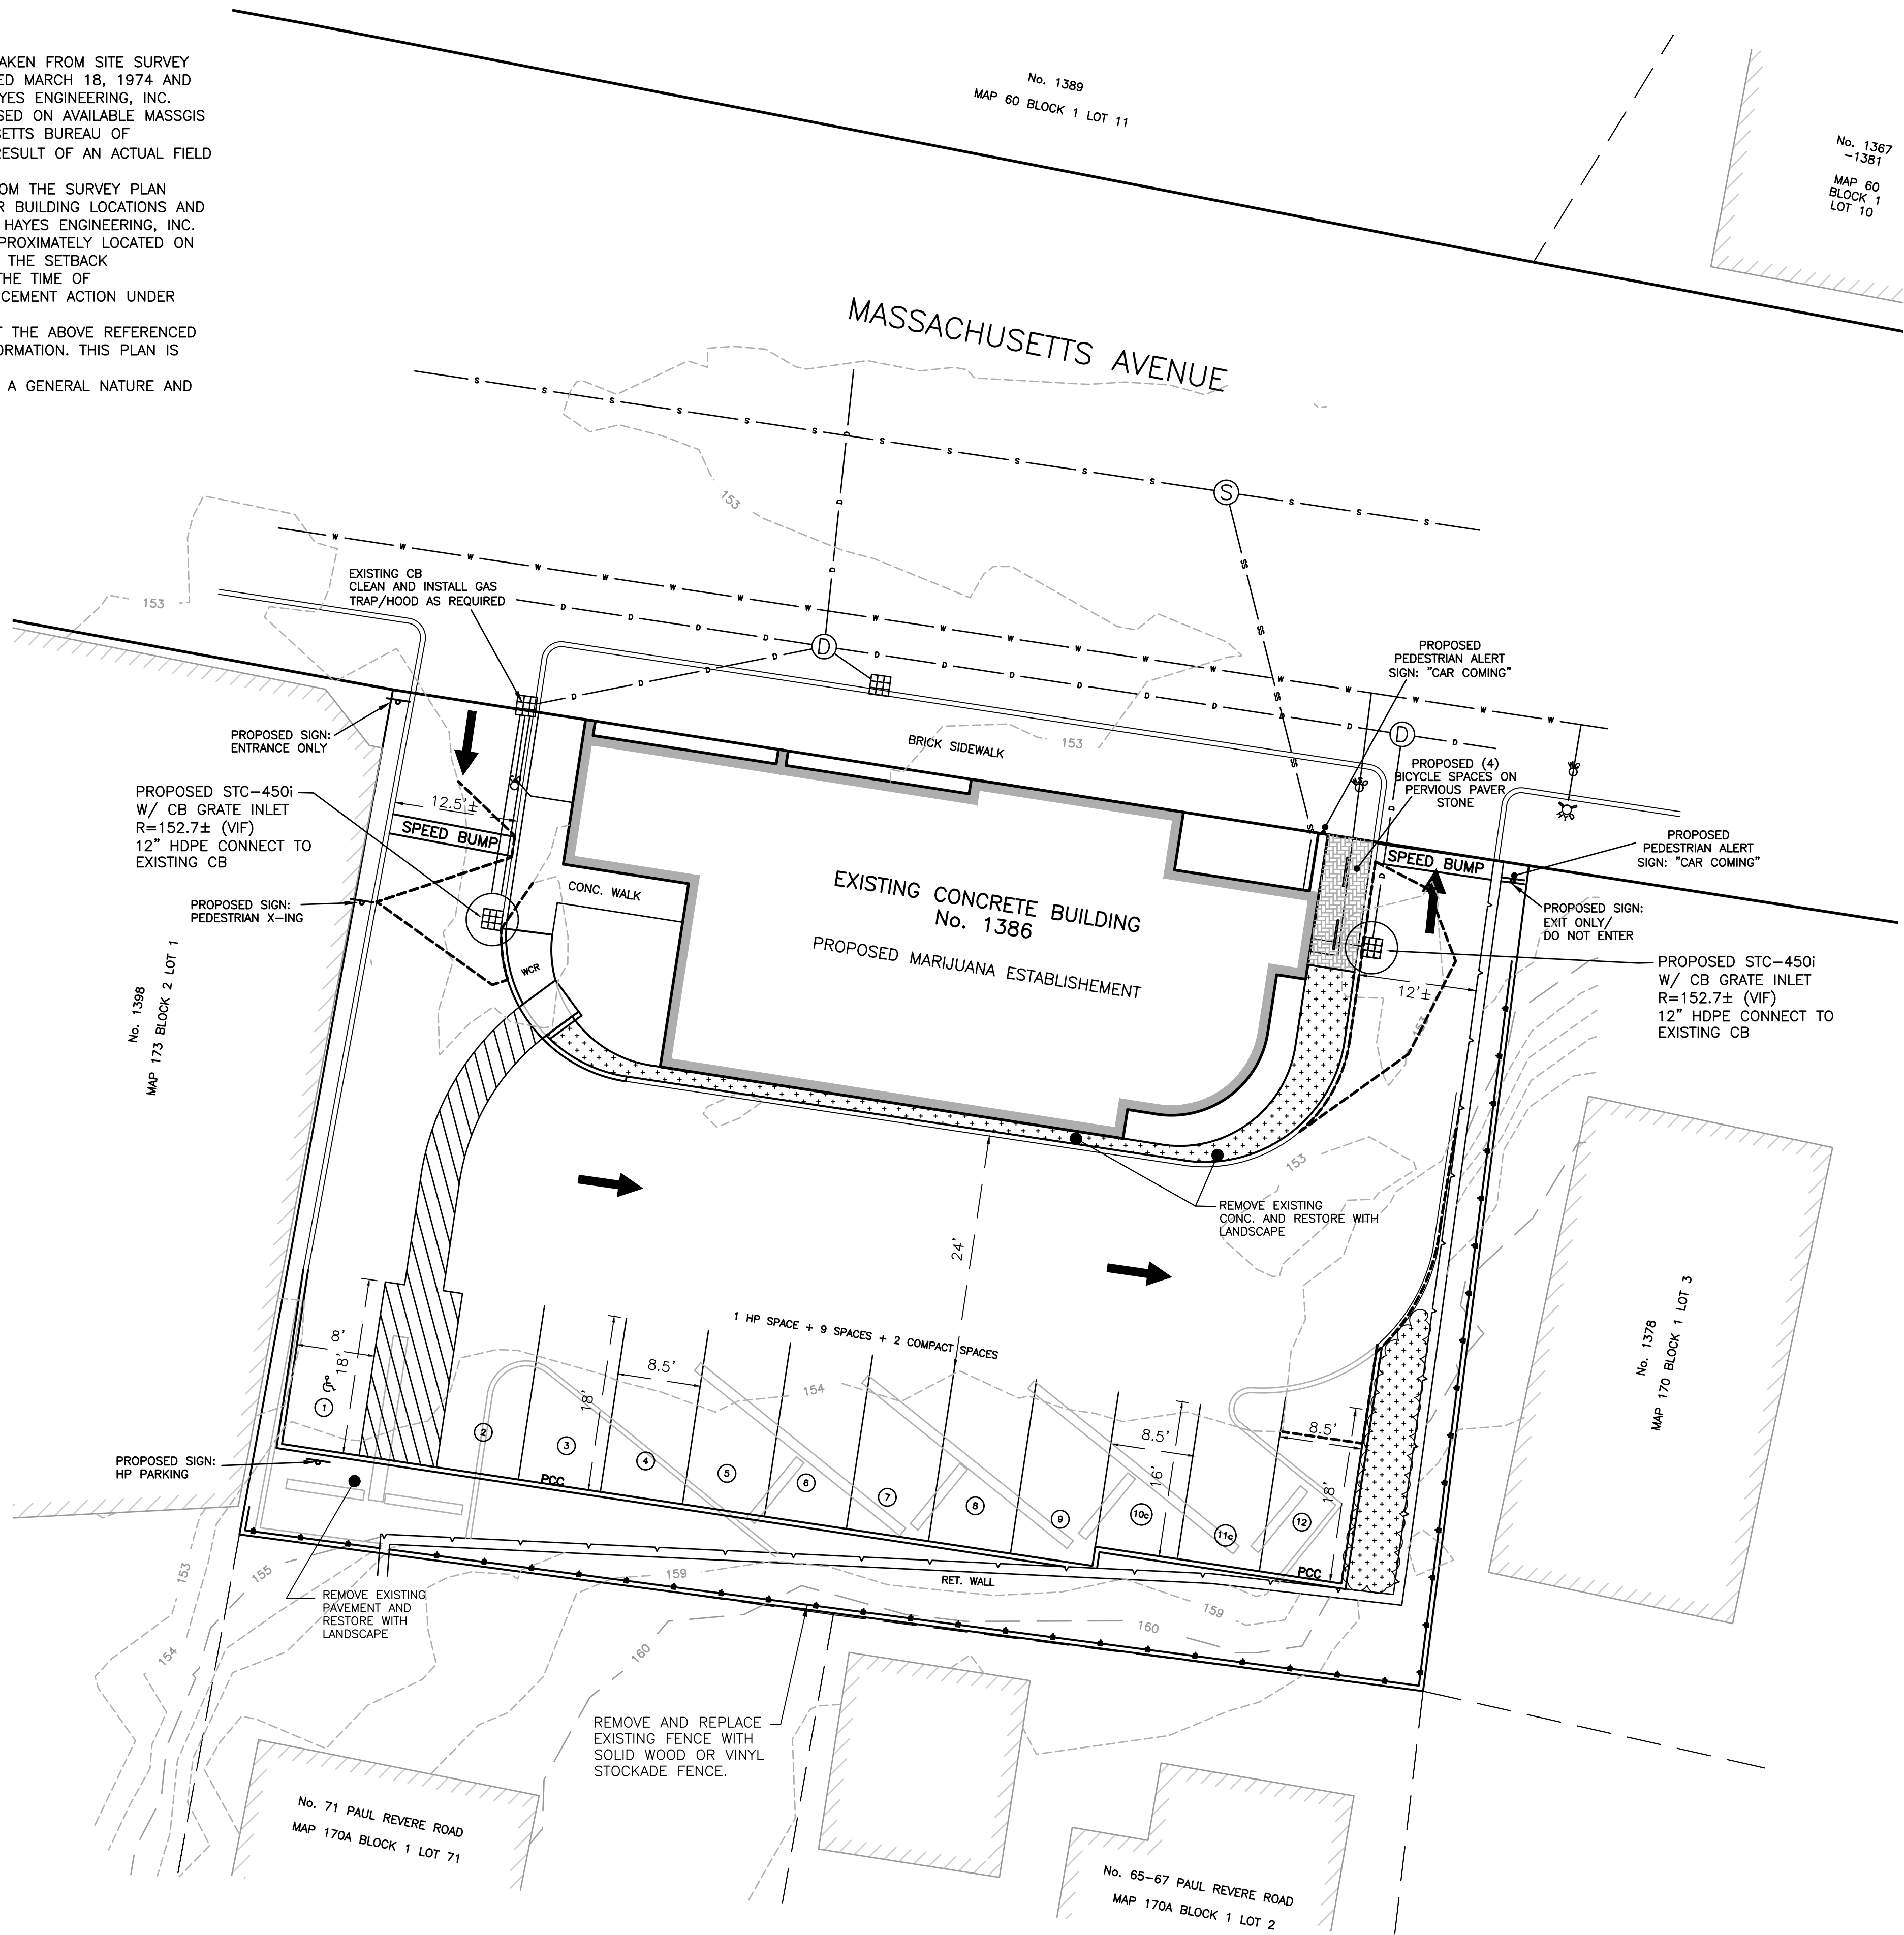 AKEN FROM SITE SURVEY
ED MARCH 18, 1974 AND
YES ENGINEERING, INC.
SED ON AVAILABLE MASSGIS
SETTS BUREAU OF
RESULT OF AN ACTUAL FIELD
OM THE SURVEY PLAN
R BUILDING LOCATIONS AND
HAYES ENGINEERING, INC.
PROXIMATELY LOCATED ON
THE SETBACK
THE TIME OF
CEMENT ACTION UNDER
T THE ABOVE REFERENCED
ORMATION. THIS PLAN IS
A GENERAL NATURE AND
No. 1389
MAP 60 BLOCK 1 LOT 11
No. 1367
-1381
MAP 60
BLOCK 1
LOT 10
MASSACHUSETTS AVENUE
S
153
153
EXISTING CB
CLEAN AND INSTALL GAS
TRAP/HOOD AS REQUIRED
D
PROPOSED
PEDESTRIAN ALERT
SIGN: "CAR COMING"
PROPOSED SIGN:
ENTRANCE ONLY
BRICK SIDEWALK
153
D
PROPOSED (4)
BICYCLE SPACES ON
PERVIOUS PAVER
STONE
PROPOSED STC-450i
W/ CB GRATE INLET
R=152.7± (VIF)
12" HDPE CONNECT TO
EXISTING CB
12.5'±
SPEED BUMP
SPEED BUMP
PROPOSED
PEDESTRIAN ALERT
SIGN: "CAR COMING"
PROPOSED SIGN:
PEDESTRIAN X-ING
CONC. WALK
EXISTING CONCRETE BUILDING
No. 1386
PROPOSED MARIJUANA ESTABLISHEMENT
PROPOSED SIGN:
EXIT ONLY/
DO NOT ENTER
WCR
12'±
PROPOSED STC-450i
W/ CB GRATE INLET
R=152.7± (VIF)
12" HDPE CONNECT TO
EXISTING CB
No. 1398
MAP 173 BLOCK 2 LOT 1
153
REMOVE EXISTING
CONC. AND RESTORE WITH
LANDSCAPE
24'
1 HP SPACE + 9 SPACES + 2 COMPACT SPACES
No. 1378
MAP 170 BLOCK 1 LOT 3
8'
18'
18'
8.5'
154
8.5'
16'
8.5'
18'
1
2
3
4
5
6
7
8
9
10c
11c
12
PROPOSED SIGN:
HP PARKING
PCC
PCC
RET. WALL
153
155
154
159
159
160
160
REMOVE EXISTING
PAVEMENT AND
RESTORE WITH
LANDSCAPE
REMOVE AND REPLACE
EXISTING FENCE WITH
SOLID WOOD OR VINYL
STOCKADE FENCE.
No. 71 PAUL REVERE ROAD
MAP 170A BLOCK 1 LOT 71
No. 65-67 PAUL REVERE ROAD
MAP 170A BLOCK 1 LOT 2